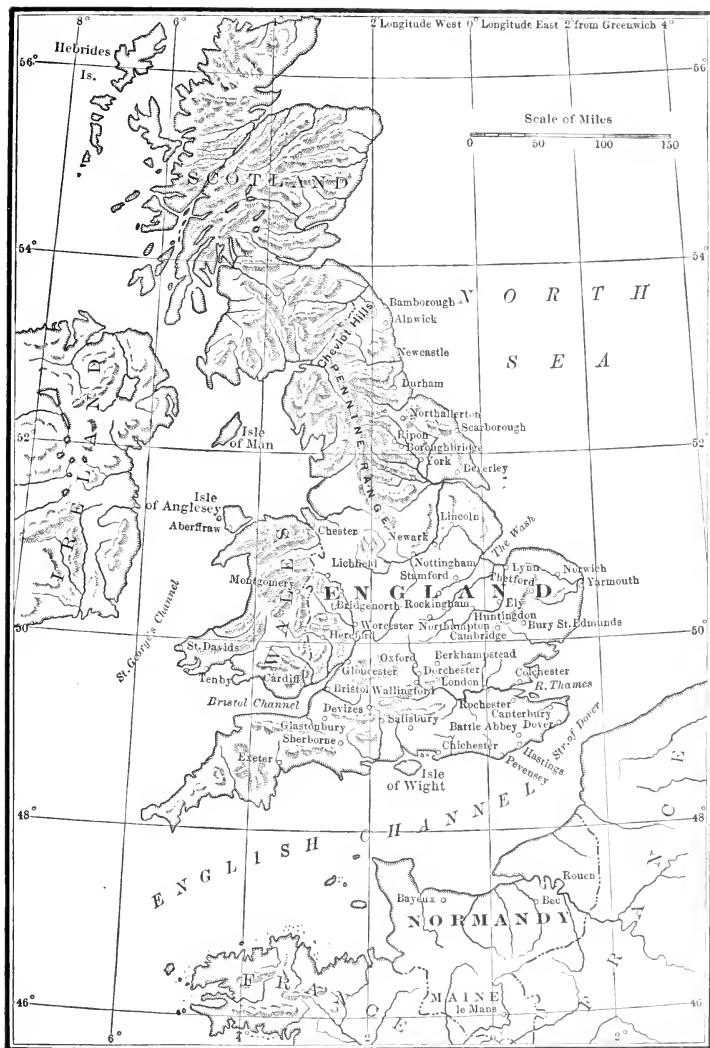 2° Longitude West 0° Longitude East 2° from Greenwich 4°
8° 6°
Hebrides
Is.
56° 56°
Scale of Miles
0 50 100 150
SCOTLAND
54° 54°
Bamborough
Alnwick
NORTH
SEA
Cheviot Hills
Newcastle
PENNINE RANGE
Durham
Northallerton
Scarborough
Isle
of Man
Ripon
Boroughbridge
52° 52°
York
Beverley
IRELAND
Isle
of Anglesey
Aberffraw
Chester
Lincoln
Newark
The Wash
Lichfield
Nottingham
Stamford
Lynn
Norwich
Thetford
Yarmouth
Montgomery
WALES
ENGLAND
Bridgenorth
Rockingham
Ely
Huntingdon
50° 50°
Worcester
Northampton
Bury St. Edmunds
Cambridge
Hereford
St. George's Channel
St. Davids
Oxford
Berkhampstead
Gloucester
Dorchester
Colchester
Tenby
Cardiff
London
R. Thames
Bristol
Wallingford
Bristol Channel
Rochester
Devizes
Canterbury
Salisbury
Battle Abbey
Dover
Str. of Dover
Glastonbury
Sherborne
Chichester
Hastings
Exeter
Pevensey
Isle
of Wight
48° 48°
ENGLISH CHANNEL
FRANCE
Rouen
Bayeux
Bec
NORMANDY
FRANCE
MAINE
le Mans
46° 46°
6° 4° 2° 0° 2°